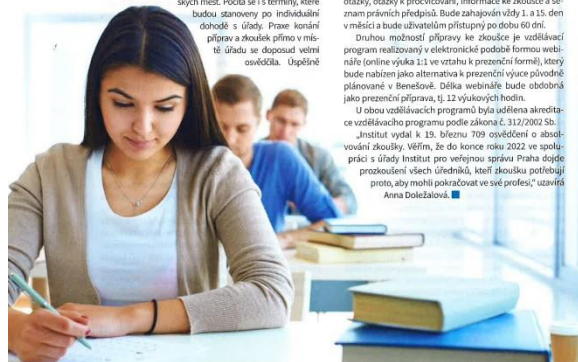 ských měst. Počítá se i s termíny, které
budou stanoveny po individuální
dohodě s úřady. Praxe konání
příprav a zkoušek přímo v mís-
tě úřadu se doposud velmi
osvědčila. Úspěšně
otázky, otázky k procvičování, informace ke zkoušce a se-
znam právních předpisů. Bude zahajován vždy 1. a 15. den
v měsíci a bude uživatelům přístupný po dobu 60 dní.
Druhou možností přípravy ke zkoušce je vzdělávací
program realizovaný v elektronické podobě formou webi-
náře (online výuka 1:1 ve vztahu k prezenční formě), který
bude nabízen jako alternativa k prezenční výuce původně
plánované v Benešově. Délka webináře bude obdobná
jako prezenční příprava, tj. 12 výukových hodin.
U obou vzdělávacích programů byla udělena akredita-
ce vzdělávacího programu podle zákona č. 312/2002 Sb.
„Institut vydal k 19. březnu 709 osvědčení o absol-
vování zkoušky. Věřím, že do konce roku 2022 ve spolu-
práci s úřady Institut pro veřejnou správu Praha dojde
prozkoušení všech úředníků, kteří zkoušku potřebují
proto, aby mohli pokračovat ve své profesi,“ uzavírá
Anna Doležalová.